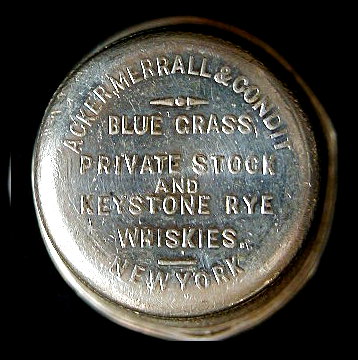 ACKER MERRALL & CONDIT
BLUE GRASS,
PRIVATE STOCK
AND
KEYSTONE RYE
WHISKIES.
NEW YORK